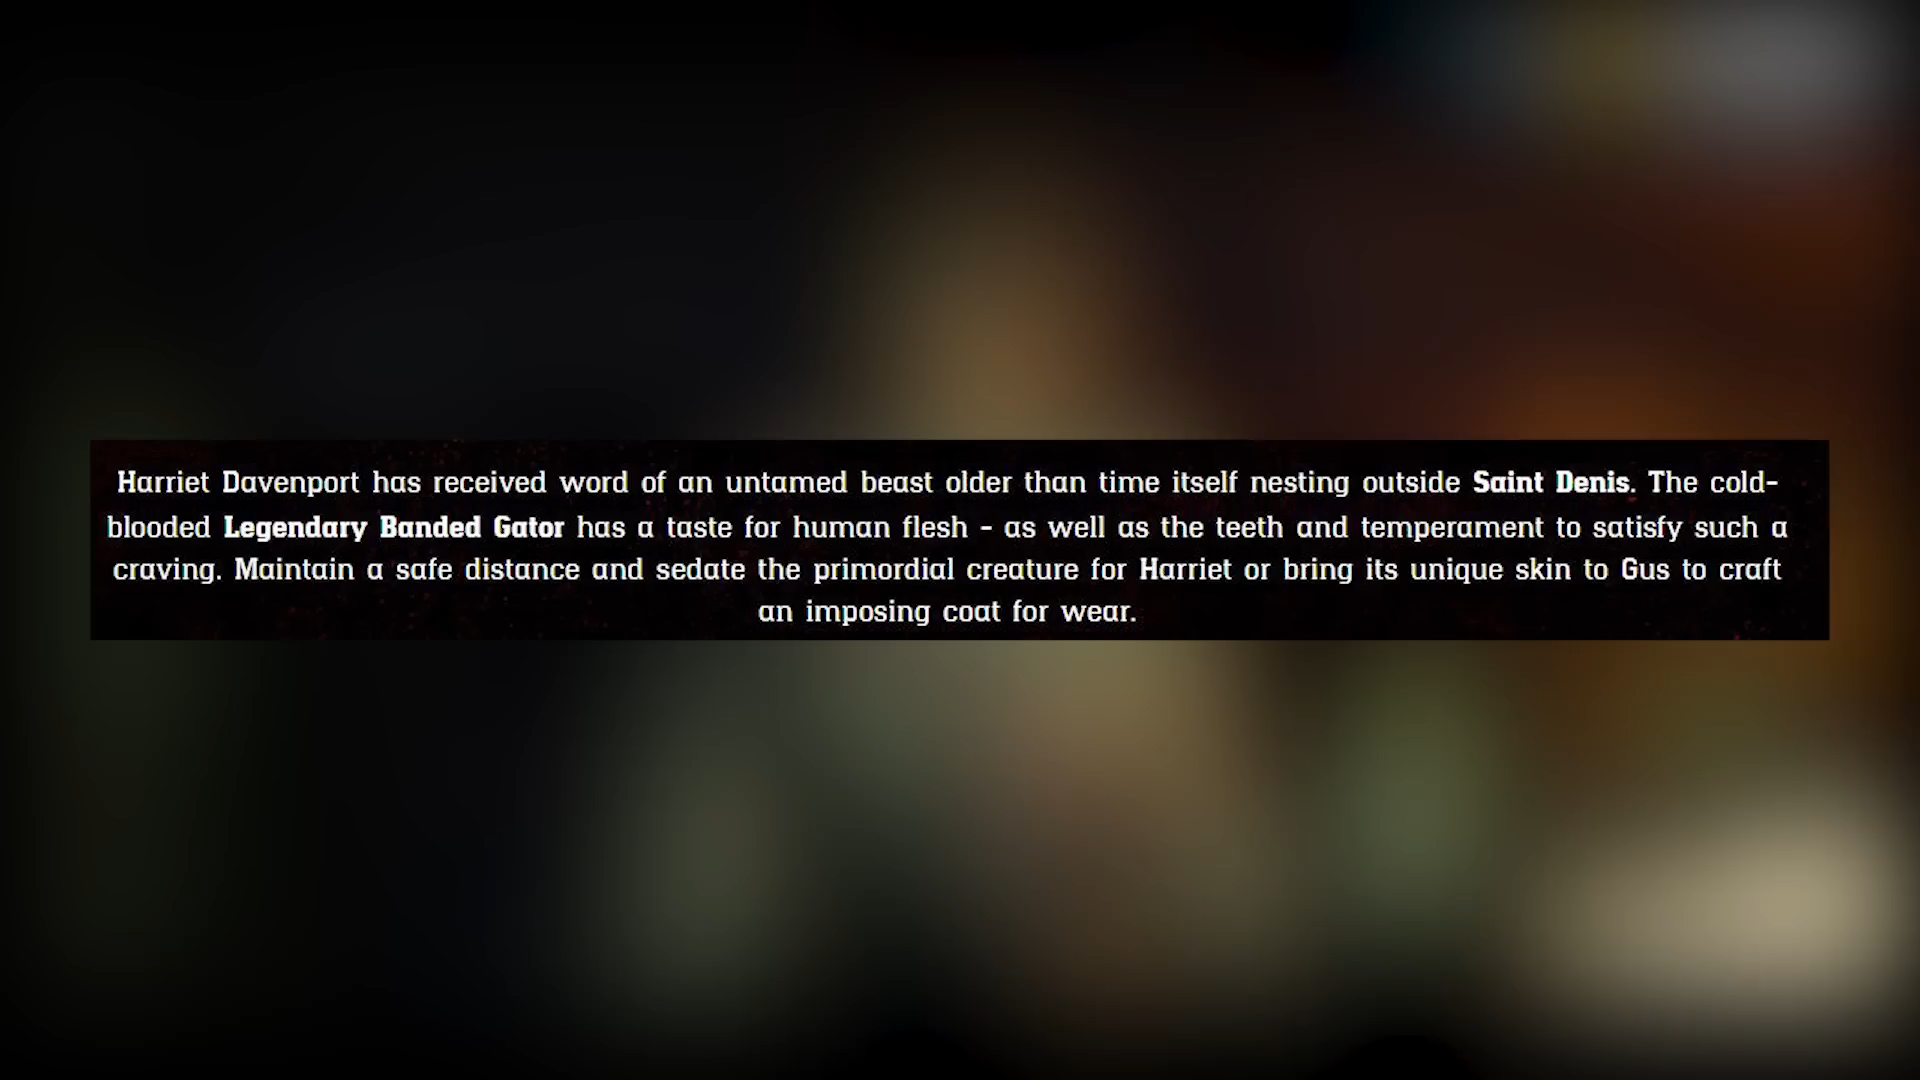 Harriet Davenport has received word of an untamed beast older than time itself nesting outside Saint Denis. The cold-
blooded Legendary Banded Gator has a taste for human flesh - as well as the teeth and temperament to satisfy such a
craving. Maintain a safe distance and sedate the primordial creature for Harriet or bring its unique skin to Gus to craft
an imposing coat for wear.